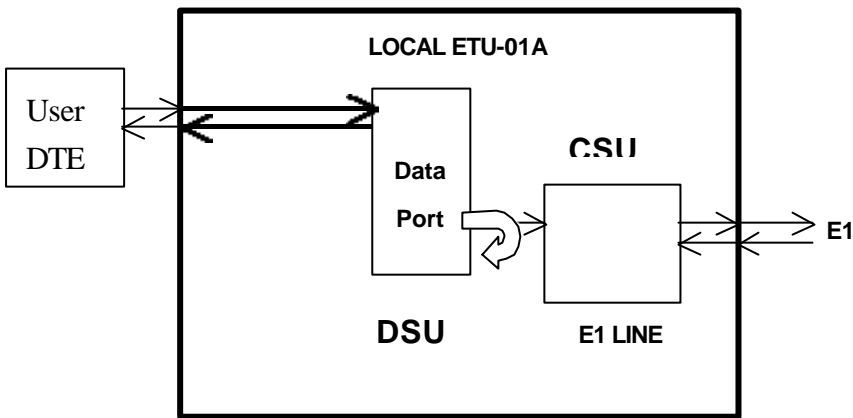 LOCAL ETU-01A
User
DTE
CSU
Data
Port
E1
DSU
E1 LINE